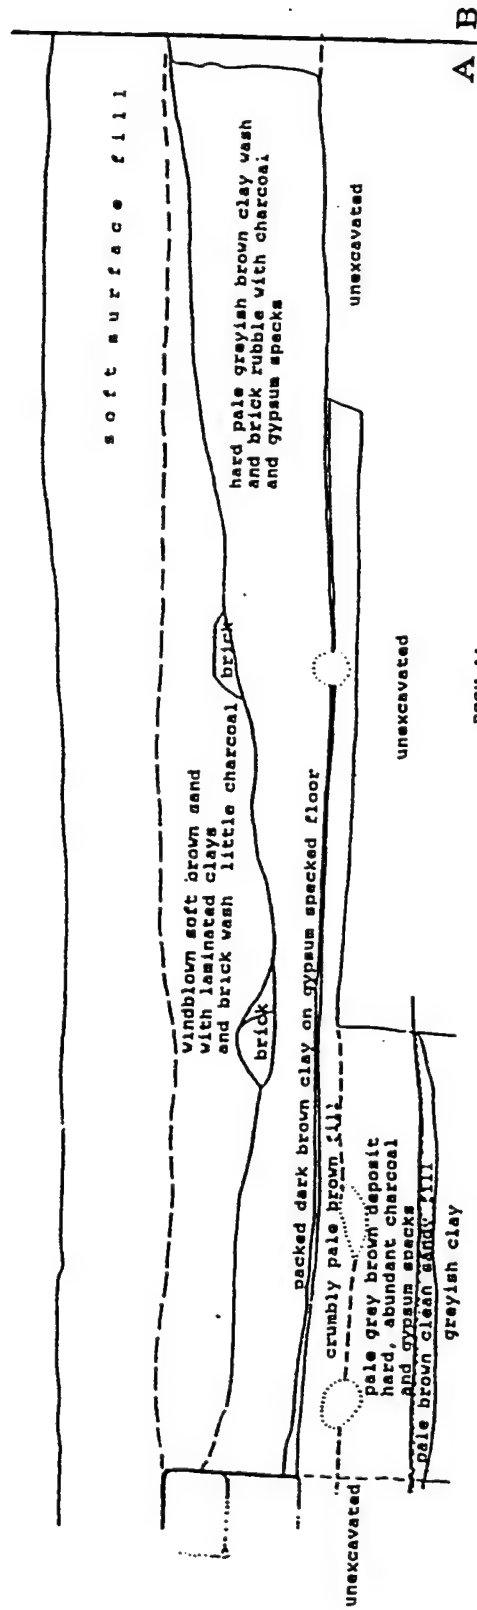 soft surface fill
windblown soft brown sand
with laminated clays
and brick wash little charcoal
brick
brick
hard pale greyish brown clay wash
and brick rubble with charcoal
and gypsum specks
packed dark brown clay on gypsum specked floor
crumbly pale brown fill
pale gray brown deposit
hard, abundant charcoal
and gypsum specks
pale brown clean sandy fill
greyish clay
unexcavated
unexcavated
unexcavated
A B